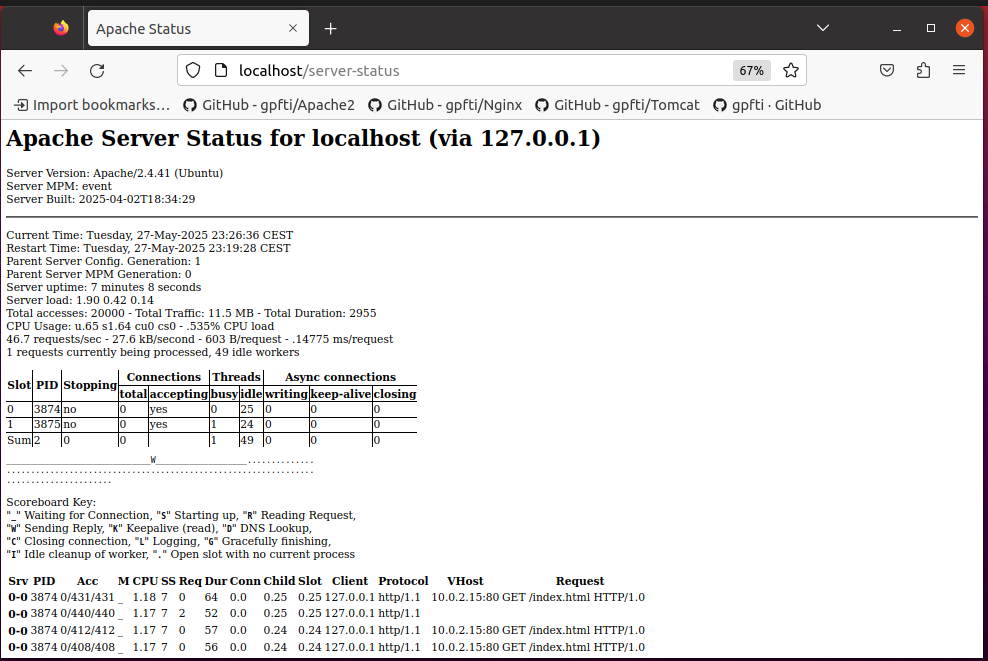 Apache Status
localhost/server-status
67%
Import bookmarks… GitHub - gpfti/Apache2 GitHub - gpfti/Nginx GitHub - gpfti/Tomcat gpfti · GitHub
Apache Server Status for localhost (via 127.0.0.1)
Server Version: Apache/2.4.41 (Ubuntu)
Server MPM: event
Server Built: 2025-04-02T18:34:29
Current Time: Tuesday, 27-May-2025 23:26:36 CEST
Restart Time: Tuesday, 27-May-2025 23:19:28 CEST
Parent Server Config. Generation: 1
Parent Server MPM Generation: 0
Server uptime: 7 minutes 8 seconds
Server load: 1.90 0.42 0.14
Total accesses: 20000 - Total Traffic: 11.5 MB - Total Duration: 2955
CPU Usage: u.65 s1.64 cu0 cs0 - .535% CPU load
46.7 requests/sec - 27.6 kB/second - 603 B/request - .14775 ms/request
1 requests currently being processed, 49 idle workers
Slot PID Stopping Connections Threads Async connections
total accepting busy idle writing keep-alive closing
0 3874 no 0 yes 0 25 0 0 0
1 3875 no 0 yes 1 24 0 0 0
Sum 2 0 0 1 49 0 0 0
______________________________W___________________..............
................................................................
......................
Scoreboard Key:
"_" Waiting for Connection, "S" Starting up, "R" Reading Request,
"W" Sending Reply, "K" Keepalive (read), "D" DNS Lookup,
"C" Closing connection, "L" Logging, "G" Gracefully finishing,
"I" Idle cleanup of worker, "." Open slot with no current process
Srv PID Acc M CPU SS Req Dur Conn Child Slot Client Protocol VHost Request
0-0 3874 0/431/431 _ 1.18 7 0 64 0.0 0.25 0.25 127.0.0.1 http/1.1 10.0.2.15:80 GET /index.html HTTP/1.0
0-0 3874 0/440/440 _ 1.17 7 2 52 0.0 0.25 0.25 127.0.0.1 http/1.1
0-0 3874 0/412/412 _ 1.17 7 0 57 0.0 0.24 0.24 127.0.0.1 http/1.1 10.0.2.15:80 GET /index.html HTTP/1.0
0-0 3874 0/408/408 _ 1.17 7 0 56 0.0 0.24 0.24 127.0.0.1 http/1.1 10.0.2.15:80 GET /index.html HTTP/1.0